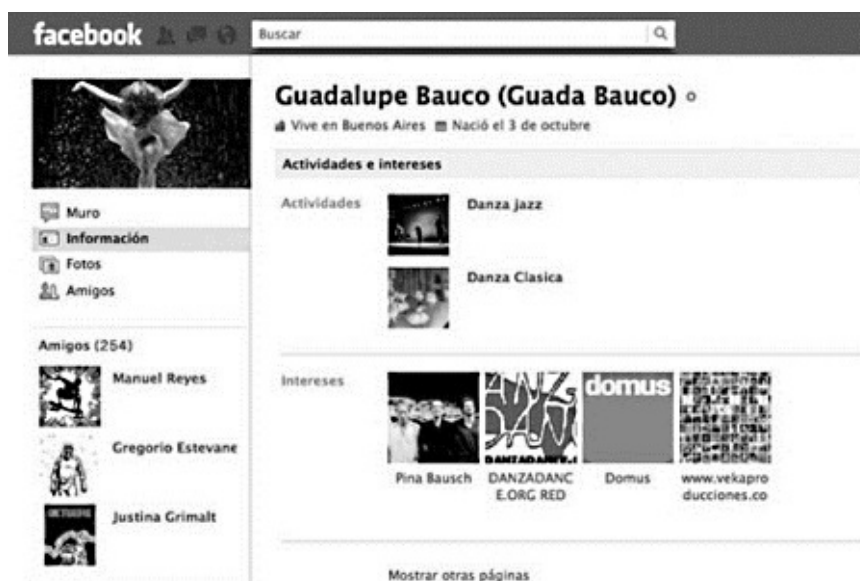 facebook
Buscar
Guadalupe Bauco (Guada Bauco)
Vive en Buenos Aires Nació el 3 de octubre
Actividades e intereses
Muro
Información
Fotos
Amigos
Amigos (254)
Manuel Reyes
Gregorio Estevane
Justina Grimalt
Actividades
Danza jazz
Danza Clasica
Intereses
domus
Pina Bausch
DANZADANC
E.ORG RED
Domus
www.vekapro
ducciones.co
Mostrar otras páginas